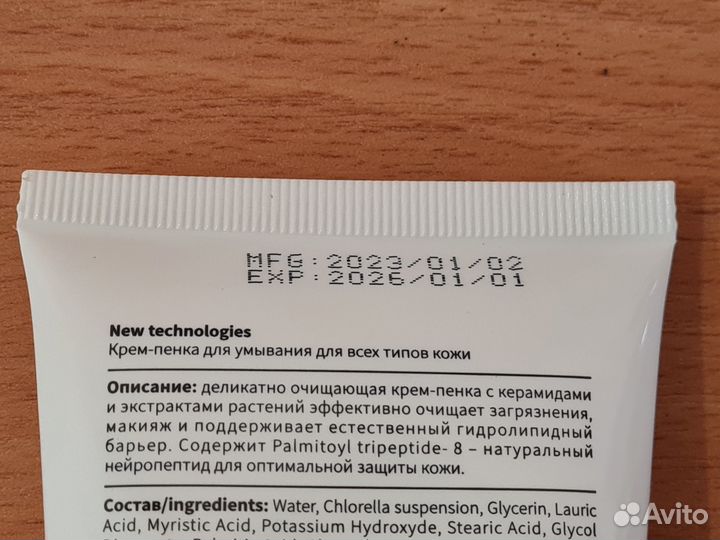 MFG:2023/01/02
EXP:2026/01/01
New technologies
Крем-пенка для умывания для всех типов кожи
Описание: деликатно очищающая крем-пенка с керамидами
и экстрактами растений эффективно очищает загрязнения,
макияж и поддерживает естественный гидролипидный
барьер. Содержит Palmitoyl tripeptide- 8 – натуральный
нейропептид для оптимальной защиты кожи.
Состав/ingredients: Water, Chlorella suspension, Glycerin, Lauric
Acid, Myristic Acid, Potassium Hydroxyde, Stearic Acid, Glycol
Avito